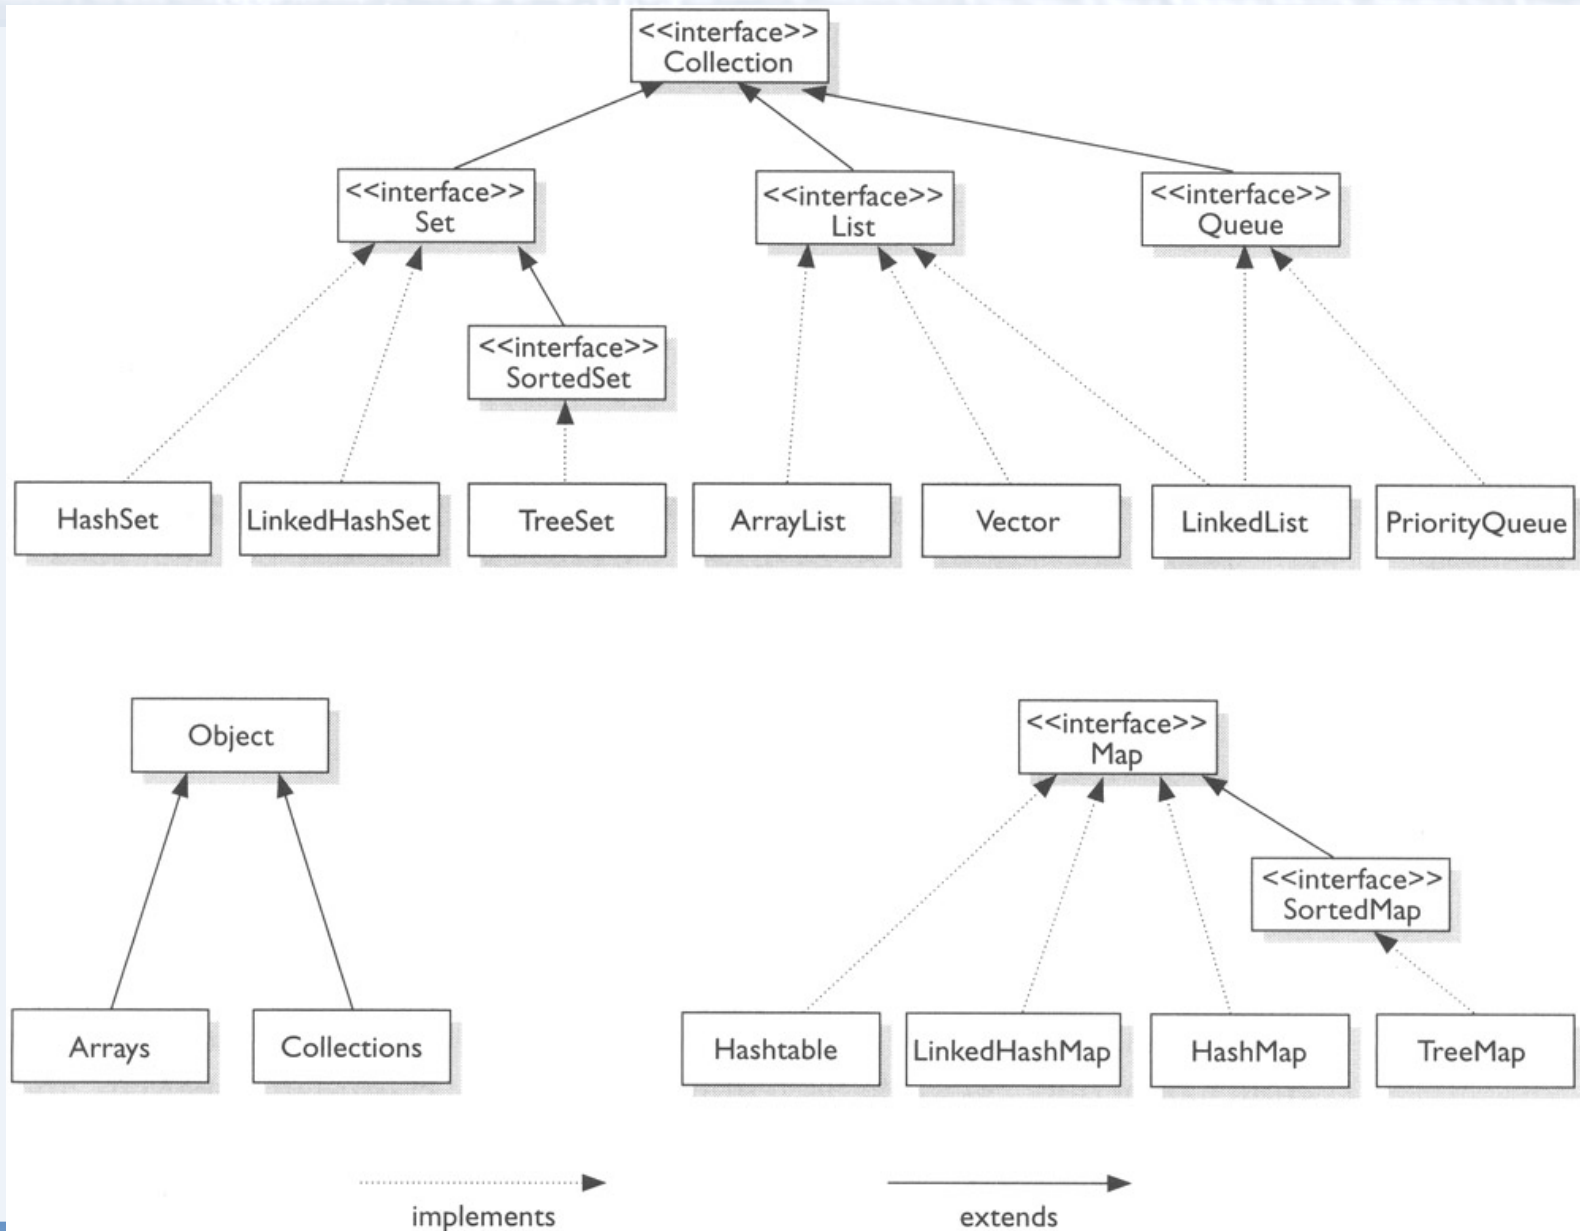 <<interface>>
Collection
<<interface>>
Set
<<interface>>
List
<<interface>>
Queue
<<interface>>
SortedSet
HashSet
LinkedHashSet
TreeSet
ArrayList
Vector
LinkedList
PriorityQueue
Object
<<interface>>
Map
<<interface>>
SortedMap
Arrays
Collections
Hashtable
LinkedHashMap
HashMap
TreeMap
implements
extends